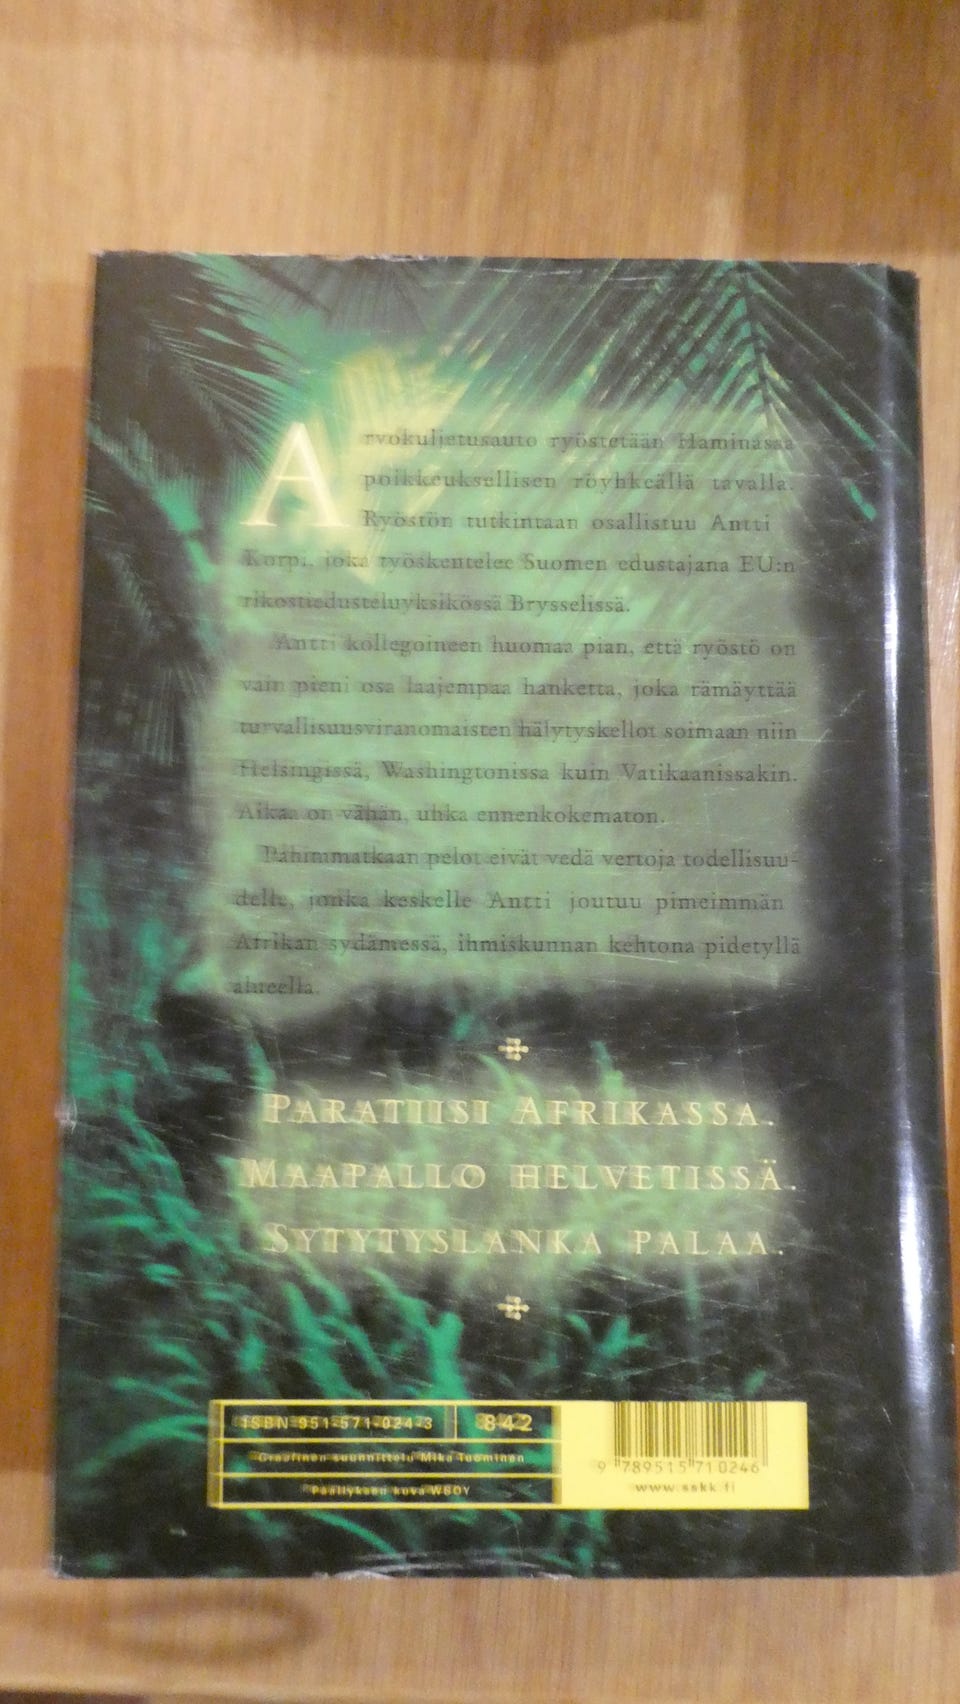 Arvokuljetusauto ryöstetään Haminassa
poikkeuksellisen röyhkeällä tavalla.
Ryöstön tutkintaan osallistuu Antti
Korpi, joka työskentelee Suomen edustajana EU:n
rikostiedusteluyksikössä Brysselissä.
Antti kollegoineen huomaa pian, että ryöstö on
vain pieni osa laajempaa hanketta, joka rämäyttää
turvallisuusviranomaisten hälytyskellot soimaan niin
Helsingissä, Washingtonissa kuin Vatikaanissakin.
Aikaa on vähän, uhka ennenkokematon.
Pahimmatkaan pelot eivät vedä vertoja todellisuu-
delle, jonka keskelle Antti joutuu pimeimmän
Afrikan sydämessä, ihmiskunnan kehtona pidetyllä
alueella.
PARATIISI AFRIKASSA.
MAAPALLO HELVETISSÄ.
SYTYTYSLANKA PALAA.
ISBN 951-571-024-3 842
Graafinen suunnittelu Mika Tuominen
Päällyksen kuva WSOY
9 789515 710246
www.sskk.fi